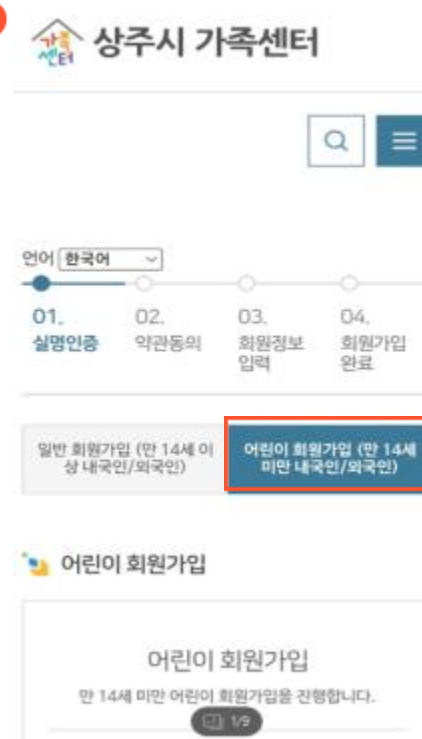 가족센터 상주시 가족센터
언어 한국어
01. 02. 03. 04.
실명인증 약관동의 회원정보 회원가입
입력 완료
일반 회원가입 (만 14세 이 어린이 회원가입 (만 14세
상 내국인/외국인) 미만 내국인/외국인)
어린이 회원가입
어린이 회원가입
만 14세 미만 어린이 회원가입을 진행합니다.
1/9